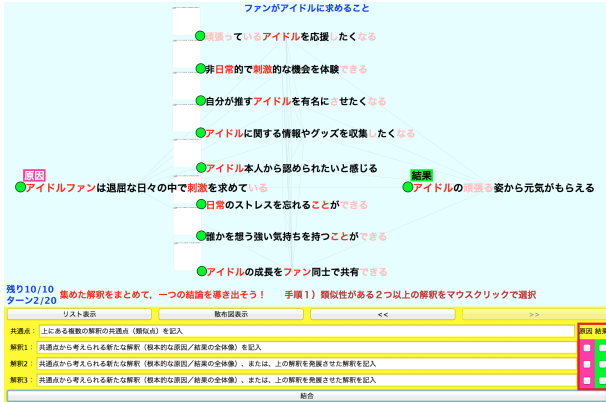 ファンがアイドルに求めること
頑張っているアイドルを応援したくなる
非日常的で刺激的な機会を体験できる
自分が推すアイドルを有名にさせたくなる
アイドルに関する情報やグッズを収集したくなる
アイドル本人から認められたいと感じる
原因
アイドルファンは退屈な日々の中で刺激を求めている
結果
アイドルの頑張る姿から元気がもらえる
日常のストレスを忘れることができる
誰かを想う強い気持ちを持つことができる
アイドルの成長をファン同士で共有できる
残り10/10
ターン2/20
集めた解釈をまとめて，一つの結論を導き出そう！ 手順１）類似性がある２つ以上の解釈をマウスクリックで選択
リスト表示 散布図表示 << >>
共通点： 上にある複数の解釈の共通点（類似点）を記入 原因 結果
解釈1： 共通点から考えられる新たな解釈（根本的な原因／結果の全体像）を記入
解釈2： 共通点から考えられる新たな解釈（根本的な原因／結果の全体像）、または、上の解釈を発展させた解釈を記入
解釈3： 共通点から考えられる新たな解釈（根本的な原因／結果の全体像）、または、上の解釈を発展させた解釈を記入
結合